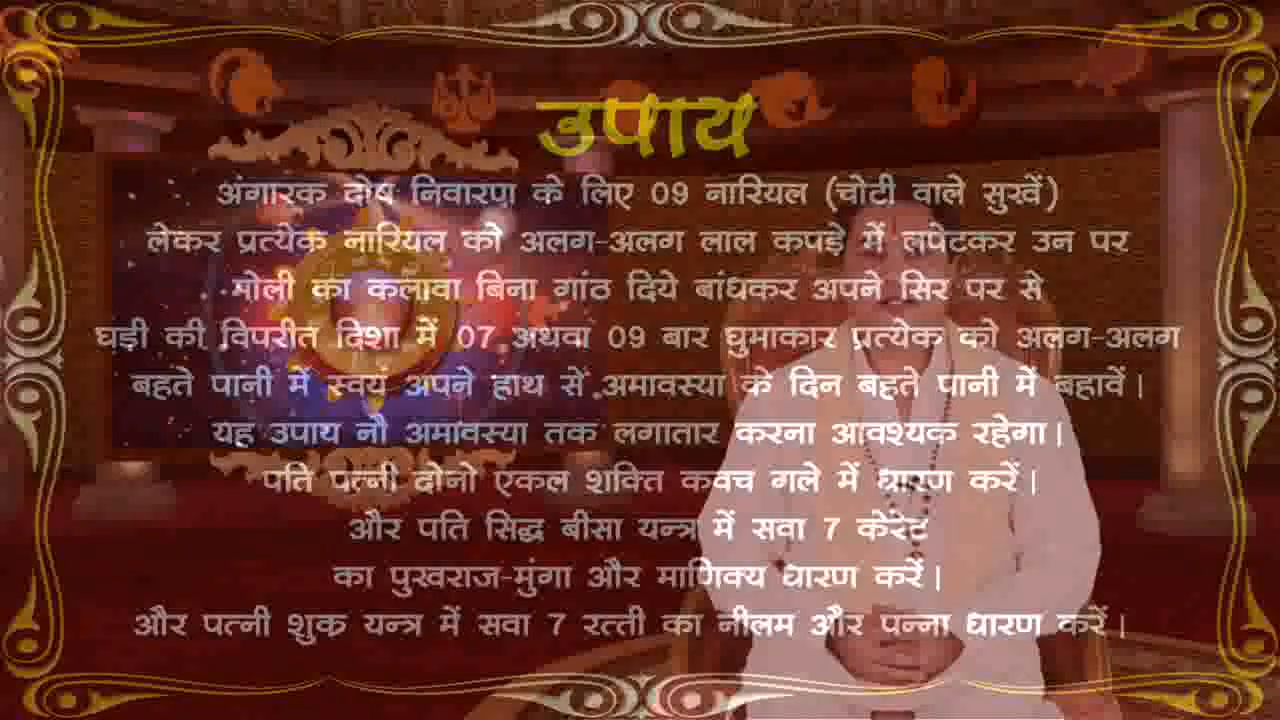 उपाय
अंगारक दोष निवारण के लिए 09 नारियल (चोटी वाले सुखें)
लेकर प्रत्येक नारियल को अलग-अलग लाल कपड़े में लपेटकर उन पर
मोली का कलावा बिना गांठ दिये बांधकर अपने सिर पर से
घड़ी की विपरीत दिशा में 07 अथवा 09 बार घुमाकार प्रत्येक को अलग-अलग
बहते पानी में स्वयं अपने हाथ से अमावस्या के दिन बहते पानी में बहावें।
यह उपाय नौ अमावस्या तक लगातार करना आवश्यक रहेगा।
पति पत्नी दोनो एकल शक्ति कवच गले में धारण करें।
और पति सिद्ध बीसा यन्त्र में सवा 7 केरेट
का पुखराज-मुंगा और माणिक्य धारण करें।
और पत्नी शुक्र यन्त्र में सवा 7 रत्ती का नीलम और पन्ना धारण करें।